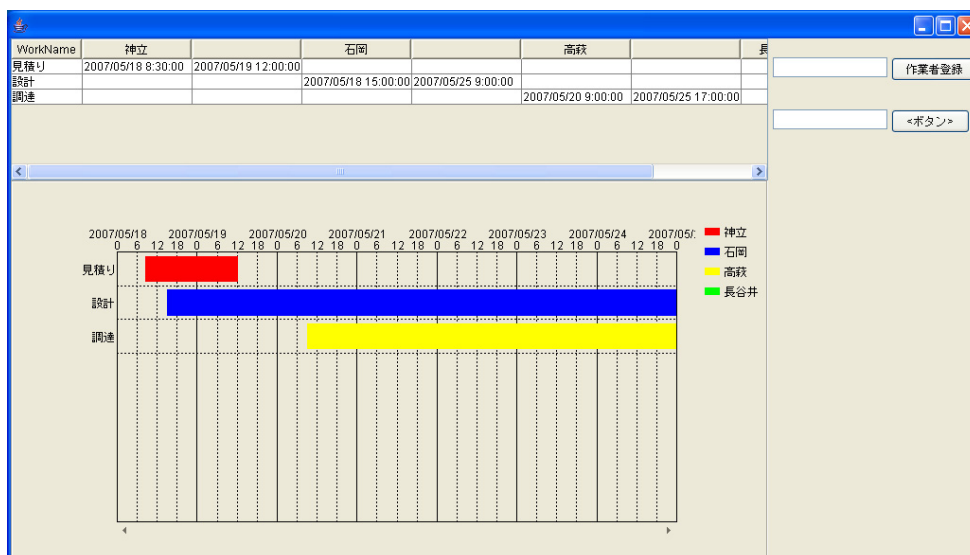 WorkName 神立 石岡 高萩
見積り 2007/05/18 8:30:00 2007/05/19 12:00:00
設計 2007/05/18 15:00:00 2007/05/25 9:00:00
調達 2007/05/20 9:00:00 2007/05/25 17:00:00
作業者登録
<ボタン>
2007/05/18 2007/05/19 2007/05/20 2007/05/21 2007/05/22 2007/05/23 2007/05/24 2007/05/
0 6 12 18 0 6 12 18 0 6 12 18 0 6 12 18 0 6 12 18 0 6 12 18 0 6 12 18 0
見積り
設計
調達
神立
石岡
高萩
長谷井